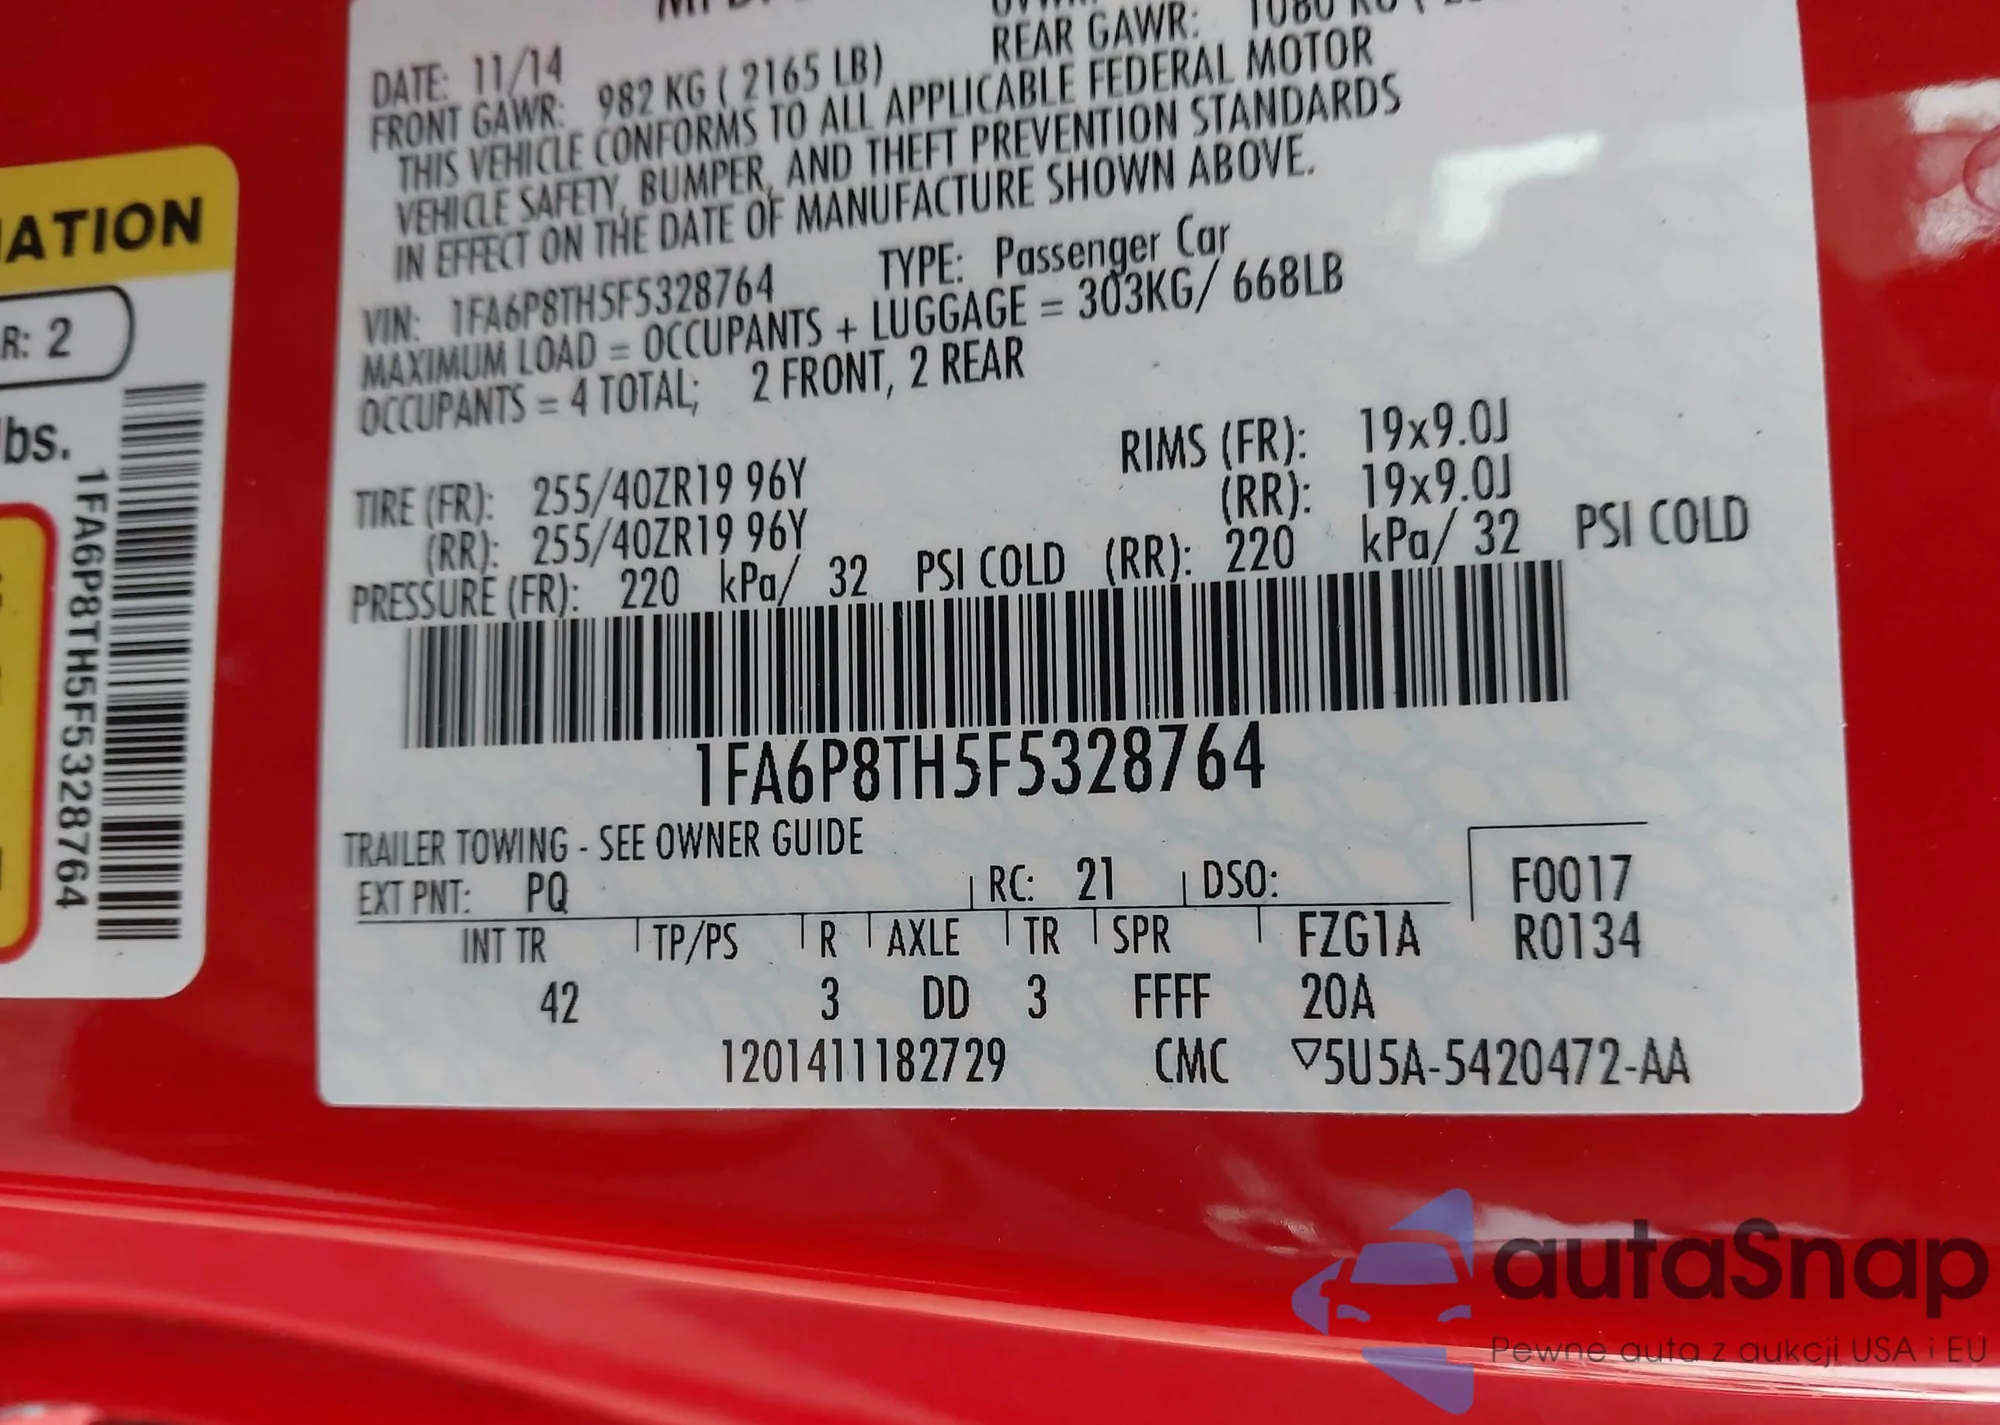 DATE: 11/14
FRONT GAWR: 982 KG ( 2165 LB)
REAR GAWR: 1080 KG (
THIS VEHICLE CONFORMS TO ALL APPLICABLE FEDERAL MOTOR
VEHICLE SAFETY, BUMPER, AND THEFT PREVENTION STANDARDS
IN EFFECT ON THE DATE OF MANUFACTURE SHOWN ABOVE.
VIN: 1FA6P8TH5F5328764 TYPE: Passenger Car
MAXIMUM LOAD = OCCUPANTS + LUGGAGE = 303KG/ 668LB
OCCUPANTS = 4 TOTAL; 2 FRONT, 2 REAR
TIRE (FR): 255/40ZR19 96Y RIMS (FR): 19x9.0J
(RR): 255/40ZR19 96Y (RR): 19x9.0J
PRESSURE (FR): 220 kPa/ 32 PSI COLD (RR): 220 kPa/ 32 PSI COLD
1FA6P8TH5F5328764
TRAILER TOWING - SEE OWNER GUIDE
EXT PNT: PQ RC: 21 DSO: F0017
INT TR TP/PS R AXLE TR SPR FZG1A R0134
42 3 DD 3 FFFF 20A
1201411182729 CMC ▽5U5A-5420472-AA
ATION
R: 2
lbs.
1FA6P8TH5F5328764
autaSnap
Pewne auta z aukcji USA i EU